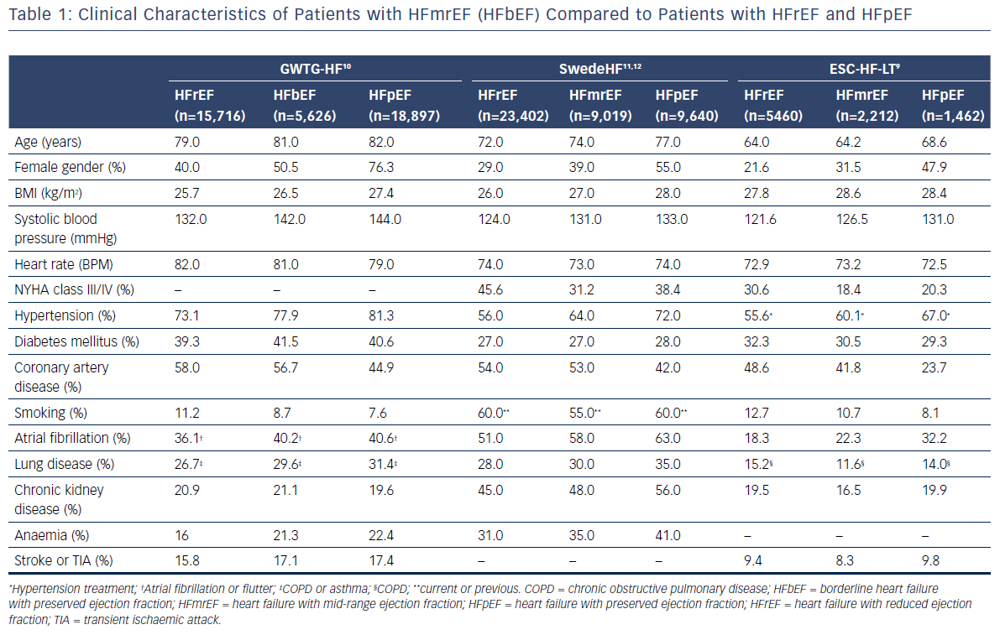 Table 1: Clinical Characteristics of Patients with HFmrEF (HFbEF) Compared to Patients with HFrEF and HFpEF
GWTG-HF¹⁰ SwedeHF¹¹,¹² ESC-HF-LT⁹
HFrEF HFbEF HFpEF HFrEF HFmrEF HFpEF HFrEF HFmrEF HFpEF
(n=15,716) (n=5,626) (n=18,897) (n=23,402) (n=9,019) (n=9,640) (n=5460) (n=2,212) (n=1,462)
Age (years) 79.0 81.0 82.0 72.0 74.0 77.0 64.0 64.2 68.6
Female gender (%) 40.0 50.5 76.3 29.0 39.0 55.0 21.6 31.5 47.9
BMI (kg/m²) 25.7 26.5 27.4 26.0 27.0 28.0 27.8 28.6 28.4
Systolic blood 132.0 142.0 144.0 124.0 131.0 133.0 121.6 126.5 131.0
pressure (mmHg)
Heart rate (BPM) 82.0 81.0 79.0 74.0 73.0 74.0 72.9 73.2 72.5
NYHA class III/IV (%) – – – 45.6 31.2 38.4 30.6 18.4 20.3
Hypertension (%) 73.1 77.9 81.3 56.0 64.0 72.0 55.6* 60.1* 67.0*
Diabetes mellitus (%) 39.3 41.5 40.6 27.0 27.0 28.0 32.3 30.5 29.3
Coronary artery 58.0 56.7 44.9 54.0 53.0 42.0 48.6 41.8 23.7
disease (%)
Smoking (%) 11.2 8.7 7.6 60.0** 55.0** 60.0** 12.7 10.7 8.1
Atrial fibrillation (%) 36.1† 40.2† 40.6† 51.0 58.0 63.0 18.3 22.3 32.2
Lung disease (%) 26.7‡ 29.6‡ 31.4‡ 28.0 30.0 35.0 15.2§ 11.6§ 14.0§
Chronic kidney 20.9 21.1 19.6 45.0 48.0 56.0 19.5 16.5 19.9
disease (%)
Anaemia (%) 16 21.3 22.4 31.0 35.0 41.0 – – –
Stroke or TIA (%) 15.8 17.1 17.4 – – – 9.4 8.3 9.8
*Hypertension treatment; †Atrial fibrillation or flutter; ‡COPD or asthma; §COPD; **current or previous. COPD = chronic obstructive pulmonary disease; HFbEF = borderline heart failure
with preserved ejection fraction; HFmrEF = heart failure with mid-range ejection fraction; HFpEF = heart failure with preserved ejection fraction; HFrEF = heart failure with reduced ejection
fraction; TIA = transient ischaemic attack.